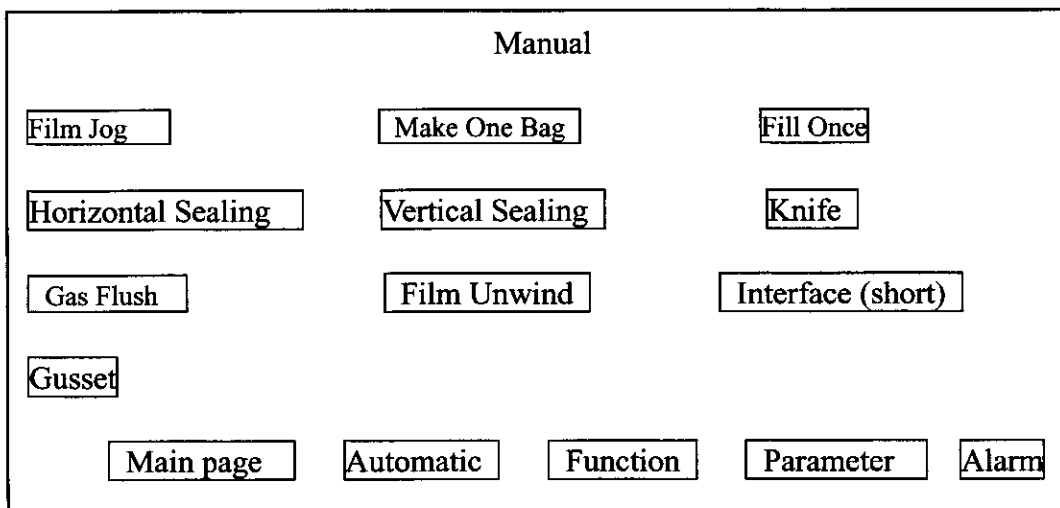 Manual
Film Jog Make One Bag Fill Once
Horizontal Sealing Vertical Sealing Knife
Gas Flush Film Unwind Interface (short)
Gusset
Main page Automatic Function Parameter Alarm